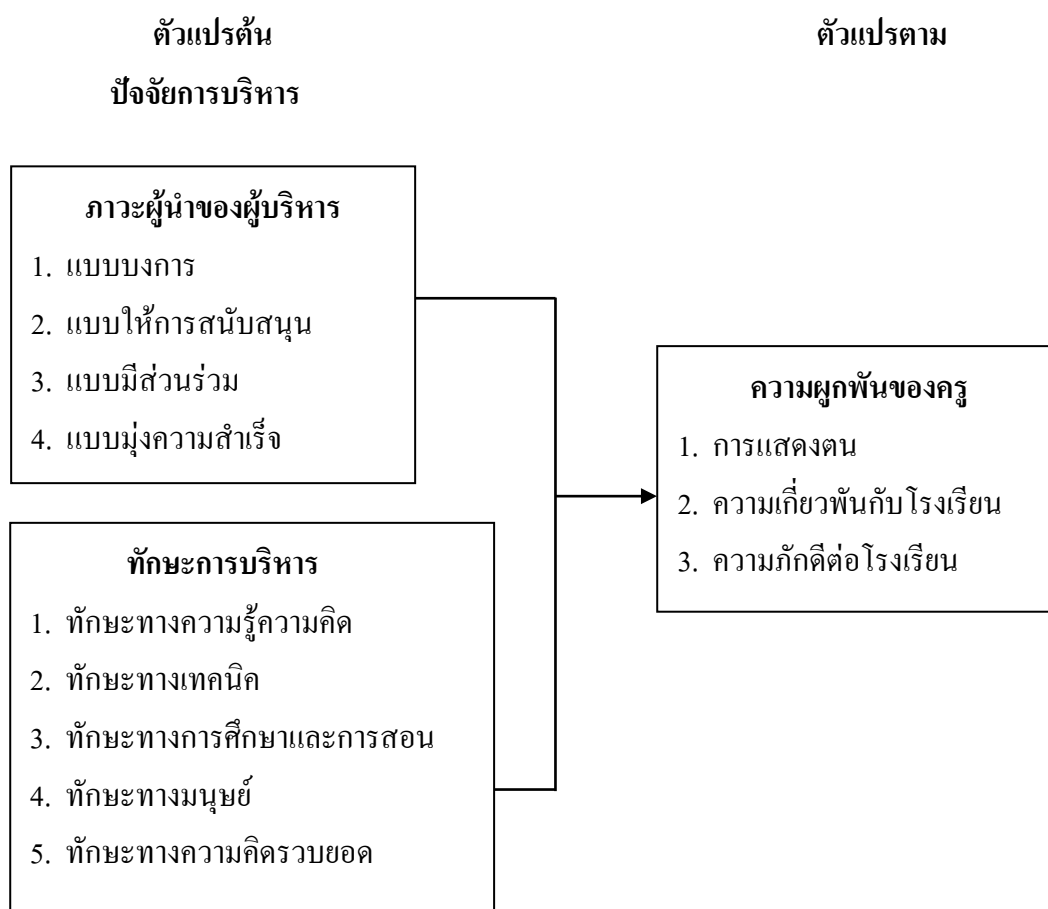 ตัวแปรต้น
ตัวแปรตาม
ปัจจัยการบริหาร
ภาวะผู้นำของผู้บริหาร
1. แบบบงการ
2. แบบให้การสนับสนุน
3. แบบมีส่วนร่วม
4. แบบมุ่งความสำเร็จ
ทักษะการบริหาร
1. ทักษะทางความรู้ความคิด
2. ทักษะทางเทคนิค
3. ทักษะทางการศึกษาและการสอน
4. ทักษะทางมนุษย์
5. ทักษะทางความคิดรวบยอด
ความผูกพันของครู
1. การแสดงตน
2. ความเกี่ยวพันกับโรงเรียน
3. ความภักดีต่อโรงเรียน